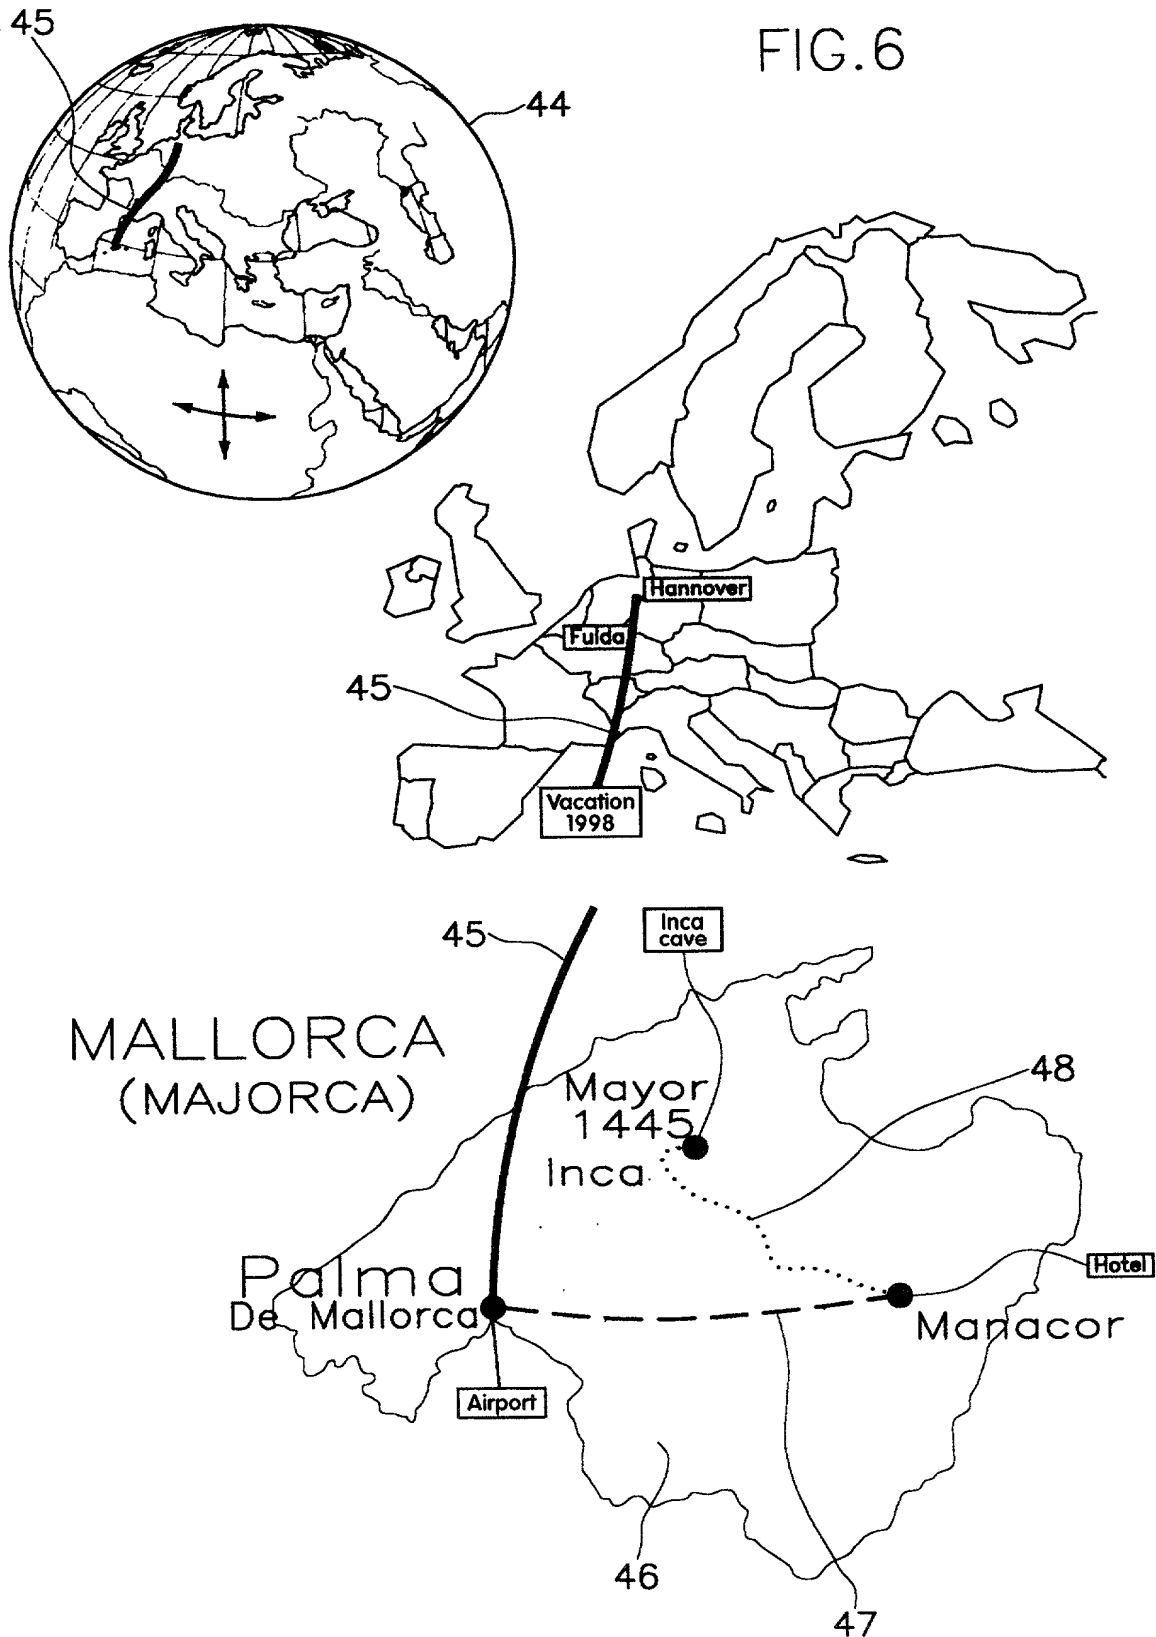 45
FIG.6
44
Hannover
Fulda
45
Vacation
1998
45
Inca
cave
MALLORCA
(MAJORCA)
Mayor
1445
48
Inca
Palma
De Mallorca
Hotel
Manacor
Airport
46
47